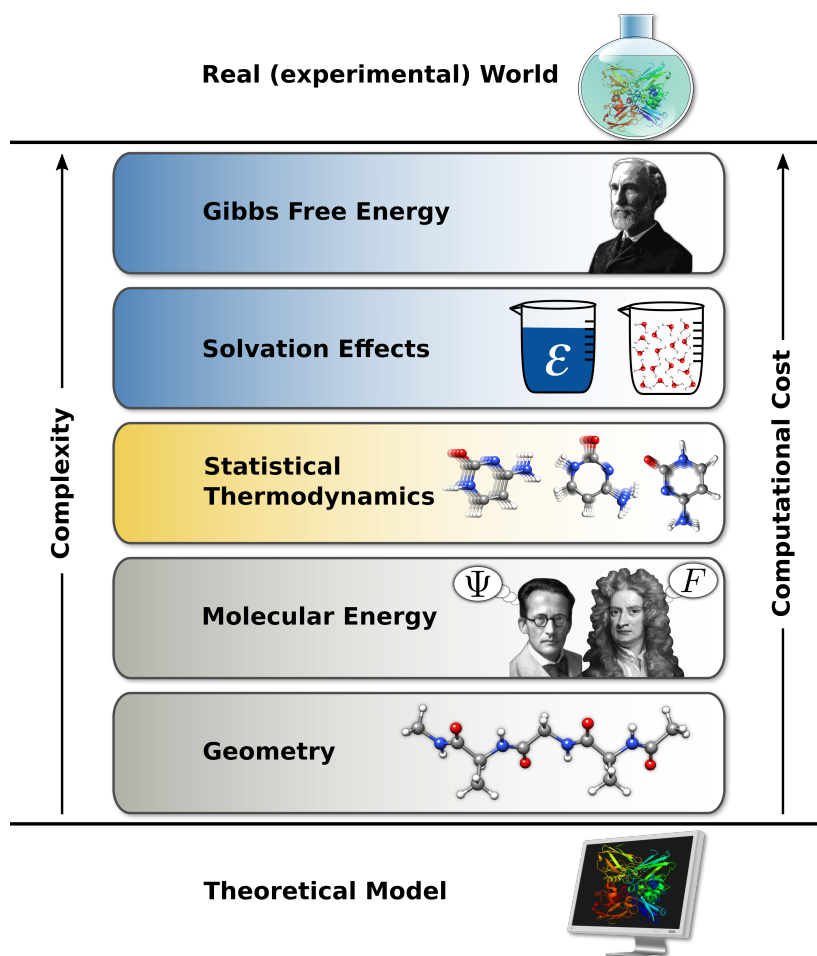 Real (experimental) World
Gibbs Free Energy
Solvation Effects
ε
Statistical
Thermodynamics
Ψ
F
Molecular Energy
Geometry
Complexity
Computational Cost
Theoretical Model